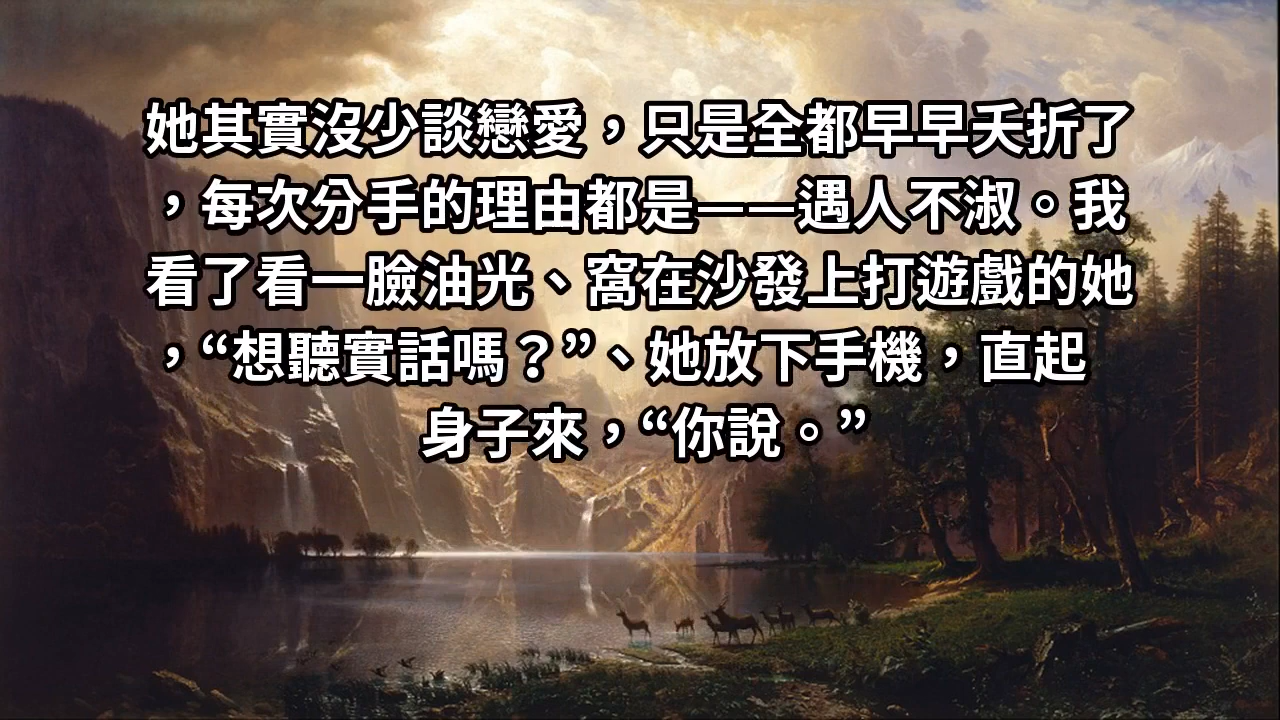 她其實沒少談戀愛，只是全都早早夭折了
，每次分手的理由都是——遇人不淑。我
看了看一臉油光、窩在沙發上打遊戲的她
，“想聽實話嗎？”、她放下手機，直起
身子來，“你說。”